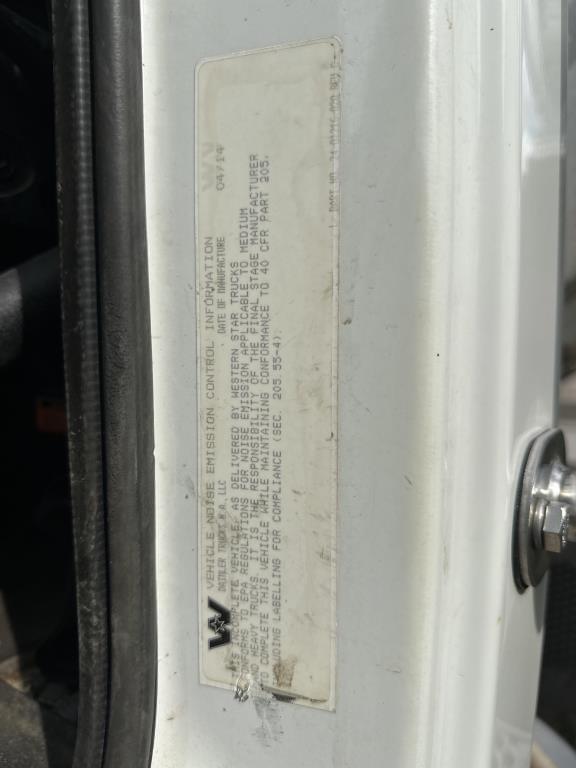 VEHICLE NOISE EMISSION CONTROL INFORMATION 04/14
DAIMLER TRUCKS N.A. LLC DATE OF MANUFACTURE
THIS INCOMPLETE VEHICLE, AS DELIVERED BY WESTERN STAR TRUCKS
CONFORMS TO EPA REGULATIONS FOR NOISE EMISSION APPLICABLE TO MEDIUM
AND HEAVY TRUCKS. IT IS THE RESPONSIBILITY OF THE FINAL STAGE MANUFACTURER
TO COMPLETE THIS VEHICLE WHILE MAINTAINING CONFORMANCE TO 40 CFR PART 205,
LABELLING FOR COMPLIANCE (SEC. 205.55-4).
PART NO.